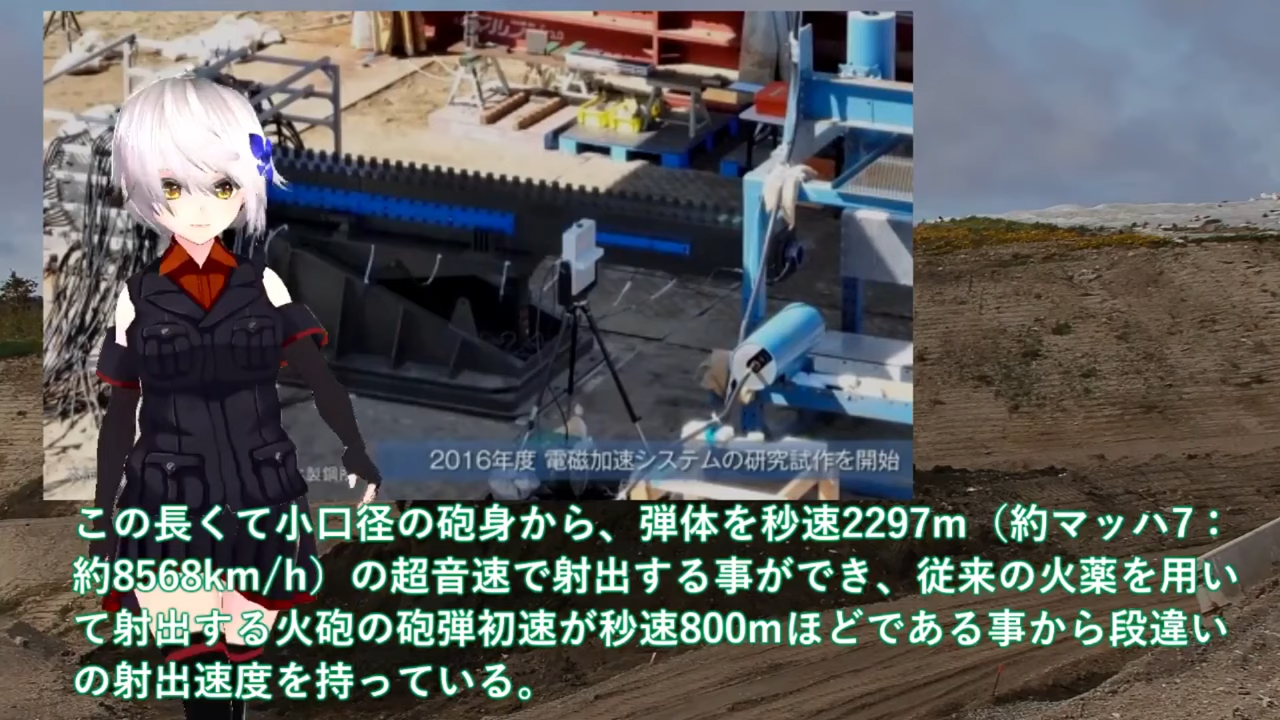 2016年度 電磁加速システムの研究試作を開始
製鋼所
この長くて小口径の砲身から、弾体を秒速2297m（約マッハ7：
約8568km/h）の超音速で射出する事ができ、従来の火薬を用い
て射出する火砲の砲弾初速が秒速800mほどである事から段違い
の射出速度を持っている。